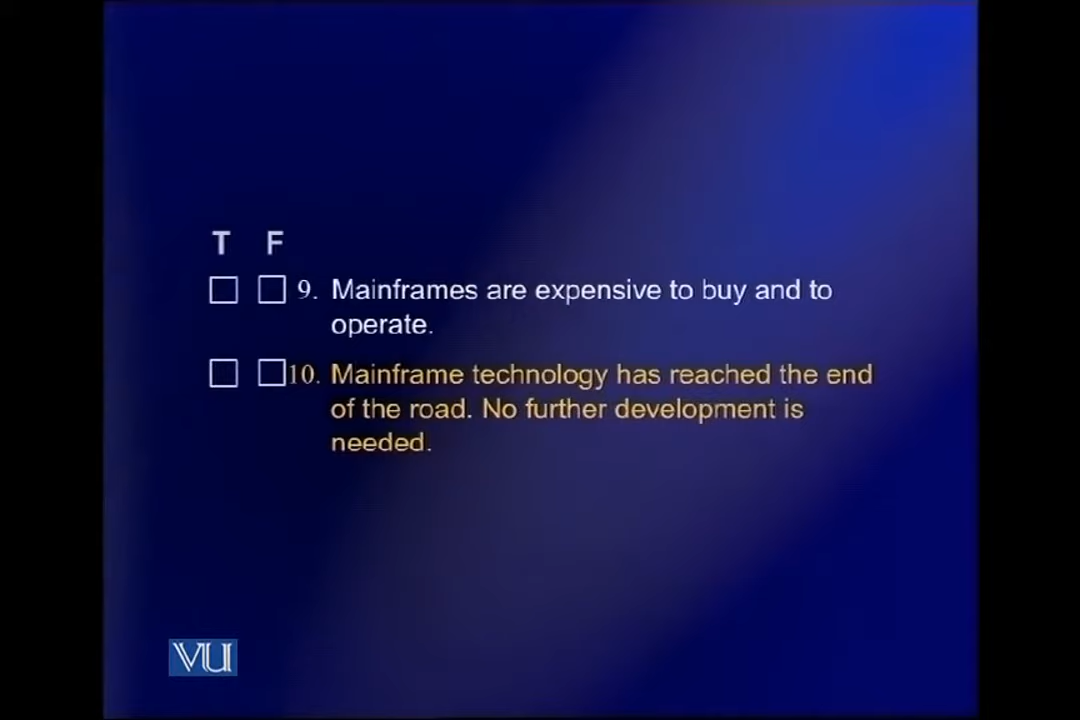 T F
9. Mainframes are expensive to buy and to
operate.
10. Mainframe technology has reached the end
of the road. No further development is
needed.
VU